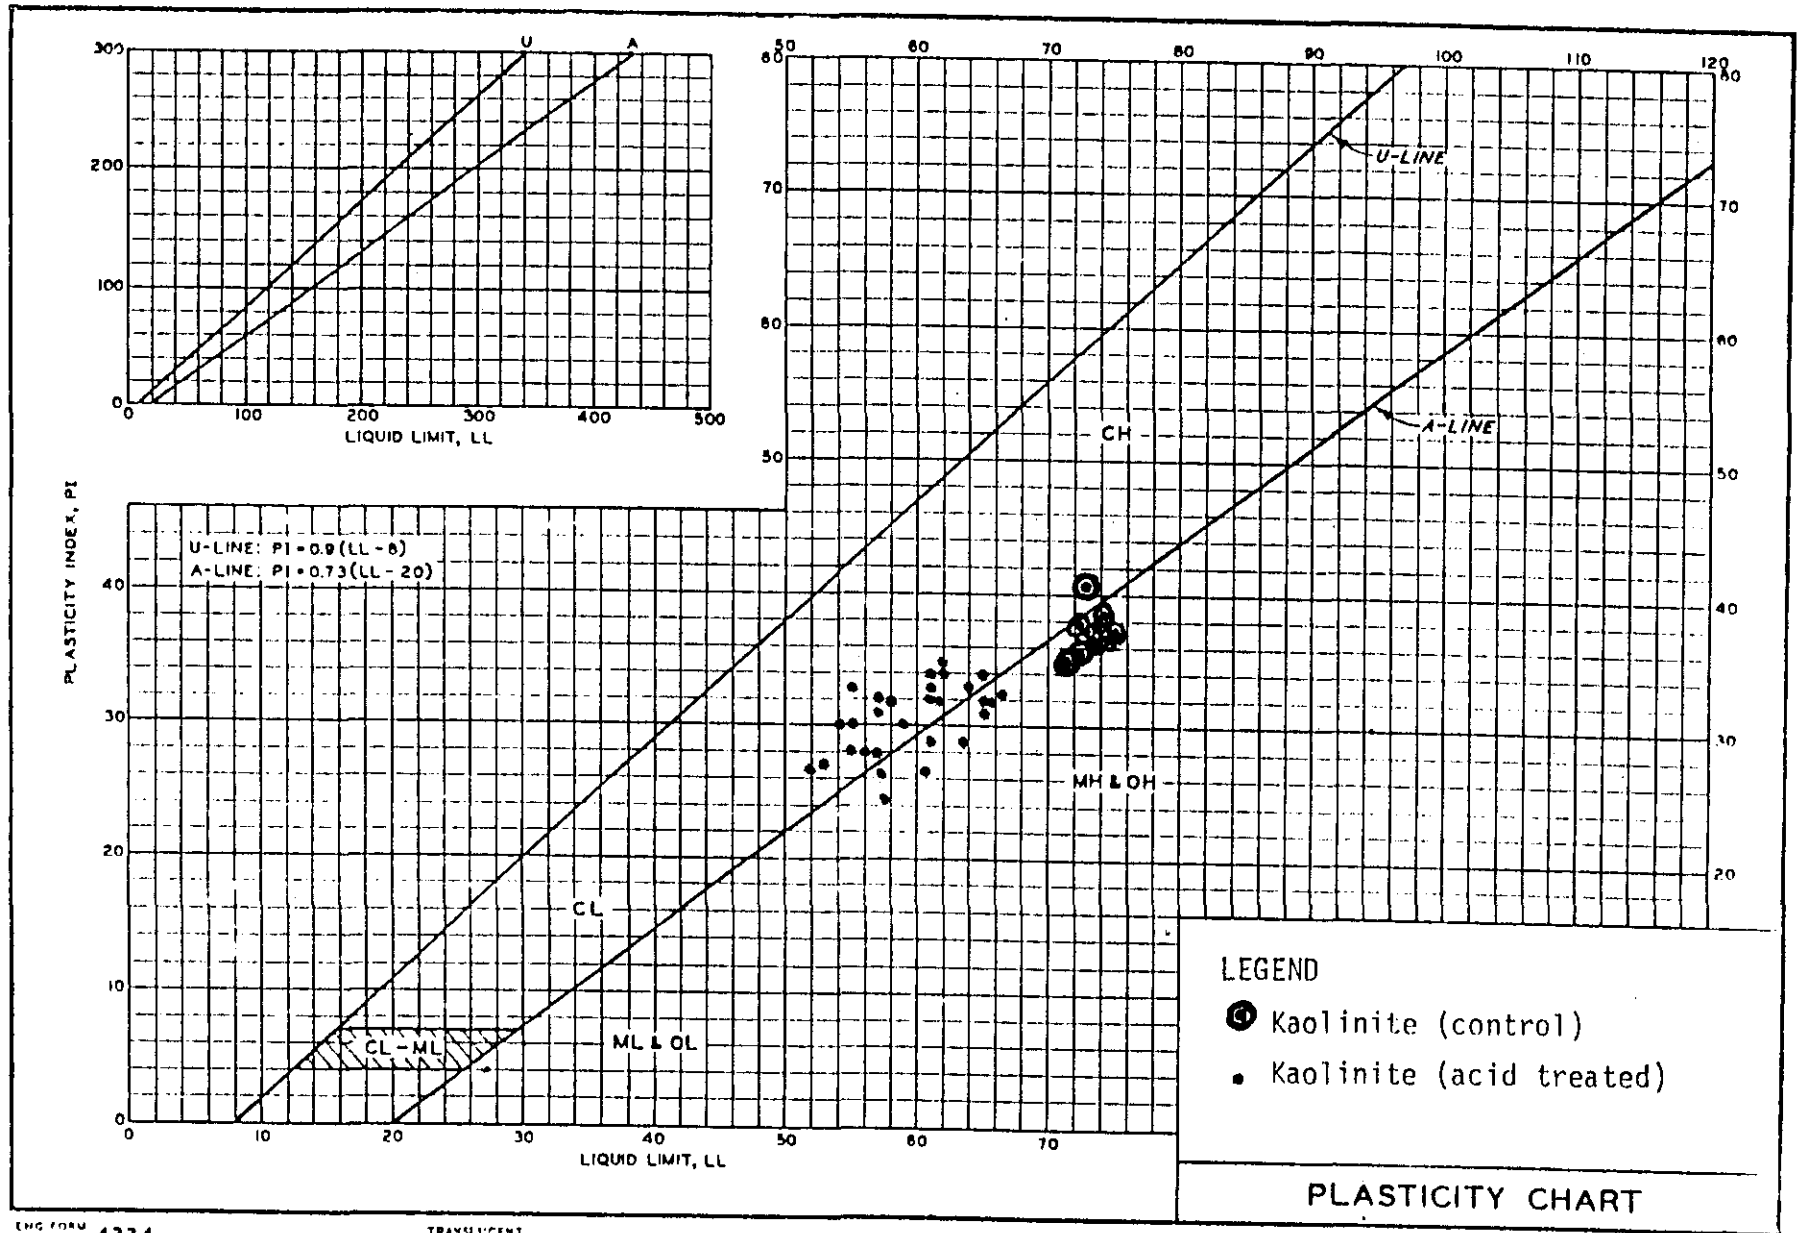 U A
300
200
100
0
0 100 200 300 400 500
LIQUID LIMIT, LL
50 60 70 80 90 100 110 120
80 80
U-LINE
70 70
60 60
CH
A-LINE
50 50
PLASTICITY INDEX, PI
U-LINE: PI = 0.9 (LL - 8)
A-LINE: PI = 0.73 (LL - 20)
40 40
30 30
MH & OH
20 20
CL
10
CL - ML
ML & OL
0
0 10 20 30 40 50 60 70
LIQUID LIMIT, LL
LEGEND
Kaolinite (control)
Kaolinite (acid treated)
PLASTICITY CHART
ENG FORM
TRANSLUCENT